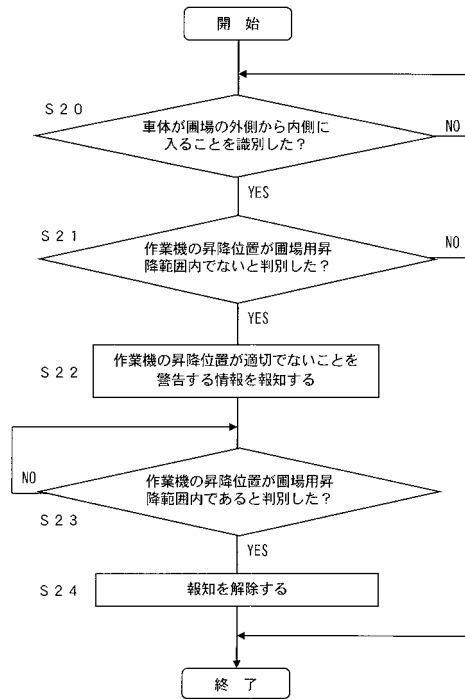 開 始
S20
車体が圃場の外側から内側に
入ることを識別した？
NO
YES
S21
作業機の昇降位置が圃場用昇
降範囲内でないと判別した？
NO
YES
S22
作業機の昇降位置が適切でないことを
警告する情報を報知する
作業機の昇降位置が圃場用昇
降範囲内であると判別した？
NO
S23
YES
S24
報知を解除する
終 了